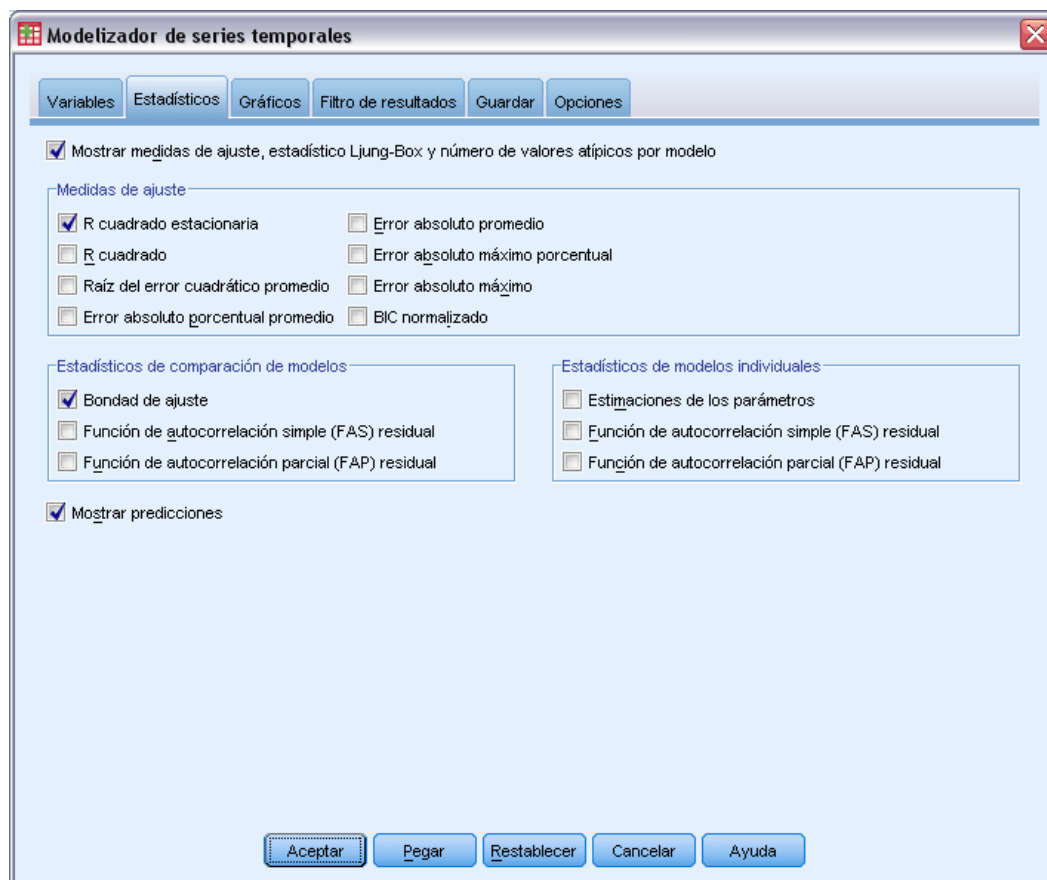 Modelizador de series temporales
Variables Estadísticos Gráficos Filtro de resultados Guardar Opciones
Mostrar medidas de ajuste, estadístico Ljung-Box y número de valores atípicos por modelo
Medidas de ajuste
R cuadrado estacionaria Error absoluto promedio
R cuadrado Error absoluto máximo porcentual
Raíz del error cuadrático promedio Error absoluto máximo
Error absoluto porcentual promedio BIC normalizado
Estadísticos de comparación de modelos
Bondad de ajuste
Función de autocorrelación simple (FAS) residual
Función de autocorrelación parcial (FAP) residual
Estadísticos de modelos individuales
Estimaciones de los parámetros
Función de autocorrelación simple (FAS) residual
Función de autocorrelación parcial (FAP) residual
Mostrar predicciones
Aceptar Pegar Restablecer Cancelar Ayuda